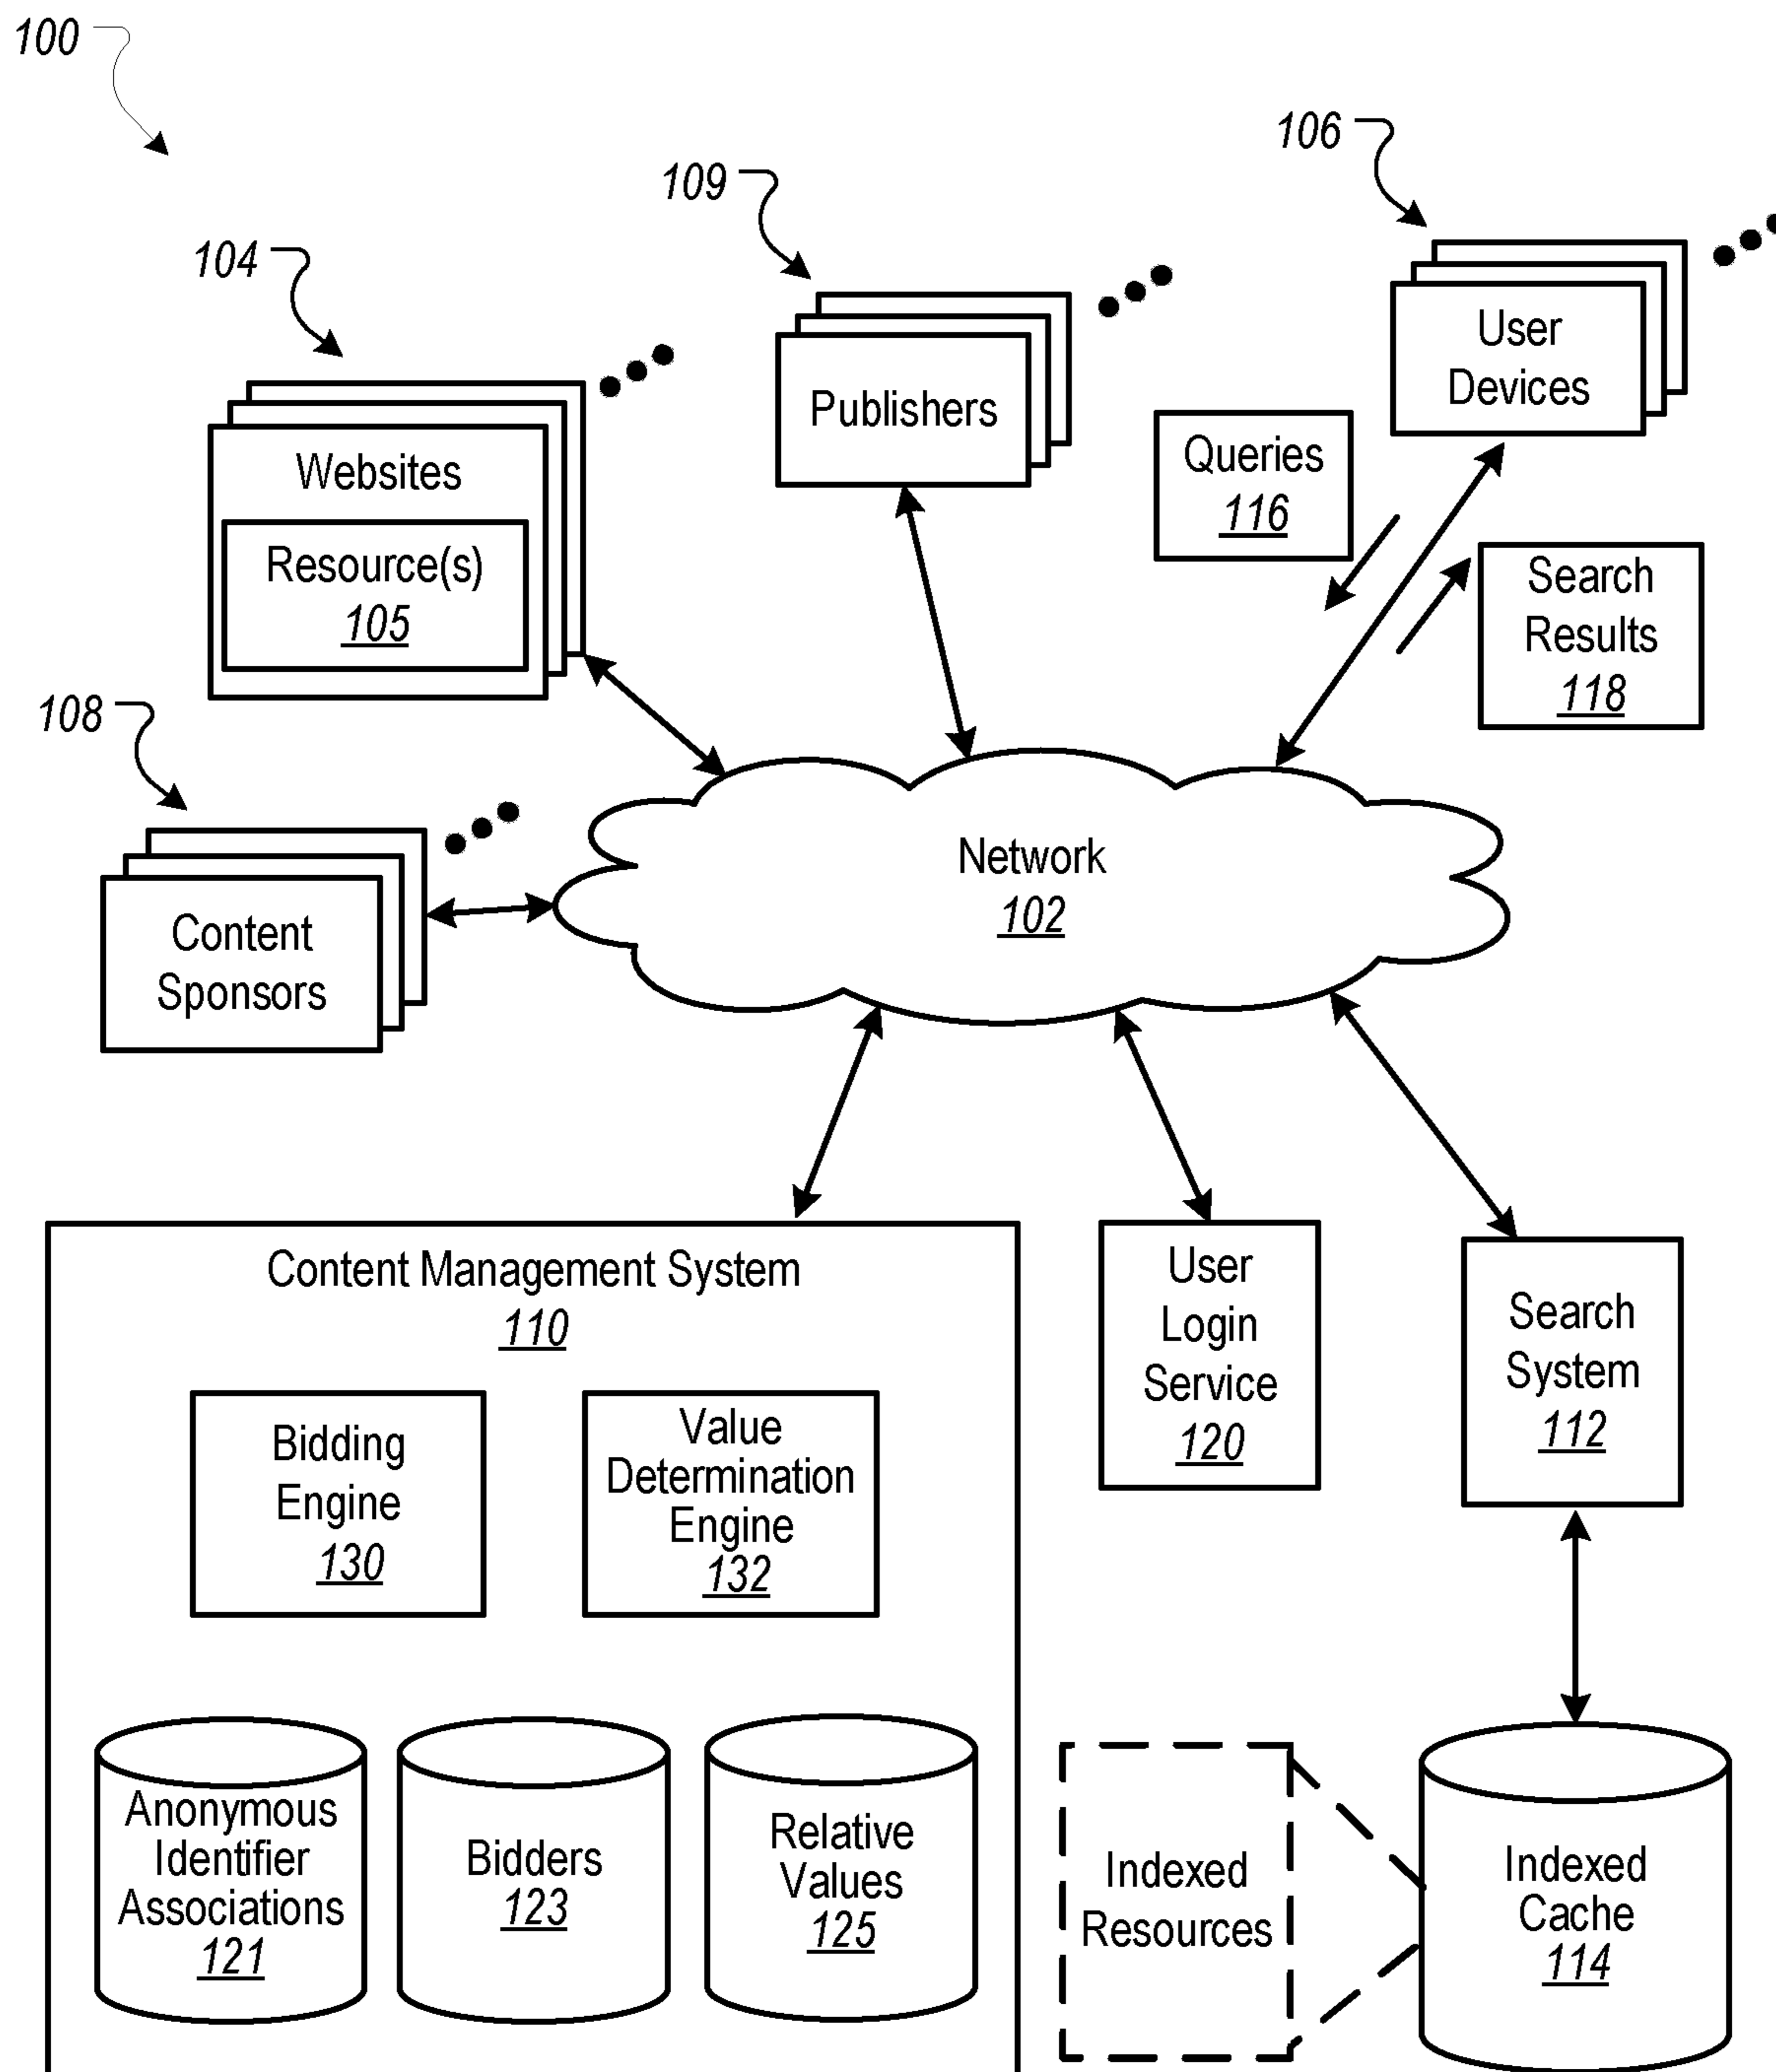 100
106
109
104
User
Devices
Publishers
Queries
116
Websites
Resource(s)
105
Search
Results
118
108
Network
102
Content
Sponsors
Content Management System
110
User
Login
Service
120
Search
System
112
Bidding
Engine
130
Value
Determination
Engine
132
Anonymous
Identifier
Associations
121
Bidders
123
Relative
Values
125
Indexed
Resources
Indexed
Cache
114